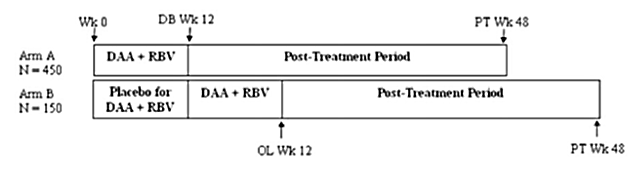 Wk 0
DB Wk 12
PT Wk 48
Arm A
N = 450
DAA + RBV
Post-Treatment Period
Arm B
N = 150
Placebo for
DAA + RBV
DAA + RBV
Post-Treatment Period
OL Wk 12
PT Wk 48